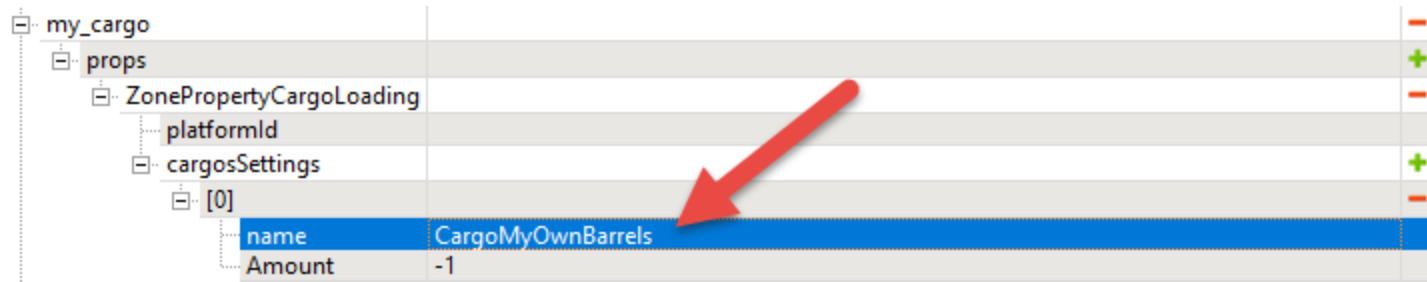 my_cargo
props
ZonePropertyCargoLoading
platformId
cargosSettings
[0]
name CargoMyOwnBarrels
Amount -1